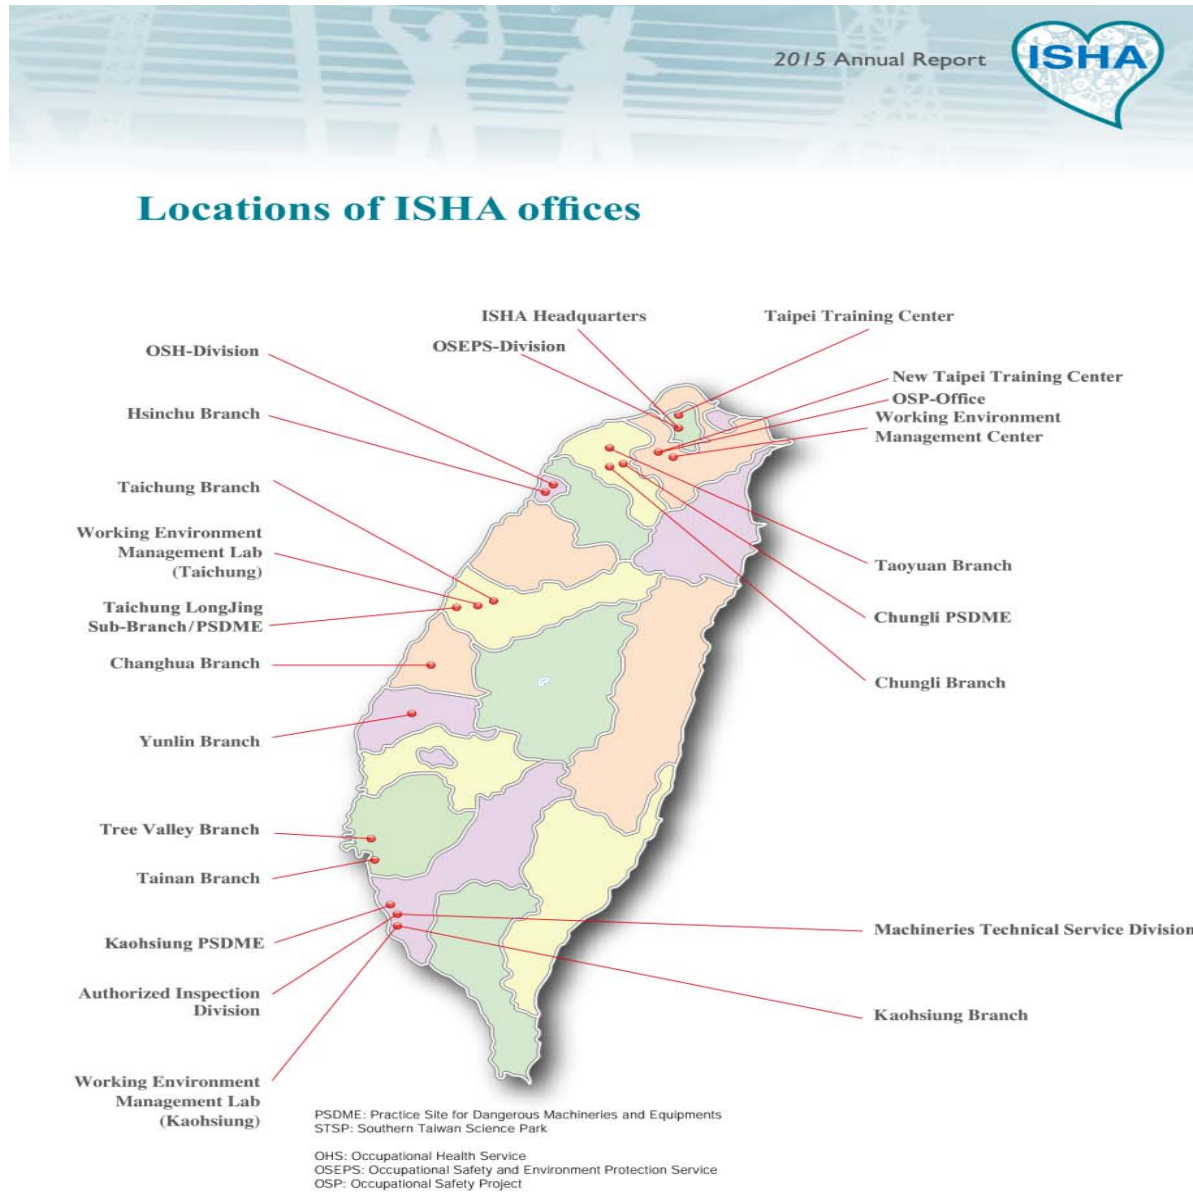 2015 Annual Report
ISHA
Locations of ISHA offices
ISHA Headquarters
Taipei Training Center
OSEPS-Division
OSH-Division
New Taipei Training Center
OSP-Office
Working Environment
Management Center
Hsinchu Branch
Taichung Branch
Working Environment
Management Lab
(Taichung)
Taoyuan Branch
Taichung LongJing
Sub-Branch/PSDME
Chungli PSDME
Changhua Branch
Chungli Branch
Yunlin Branch
Tree Valley Branch
Tainan Branch
Kaohsiung PSDME
Machineries Technical Service Division
Authorized Inspection
Division
Kaohsiung Branch
Working Environment
Management Lab
(Kaohsiung)
PSDME: Practice Site for Dangerous Machineries and Equipments
STSP: Southern Taiwan Science Park
OHS: Occupational Health Service
OSEPS: Occupational Safety and Environment Protection Service
OSP: Occupational Safety Project